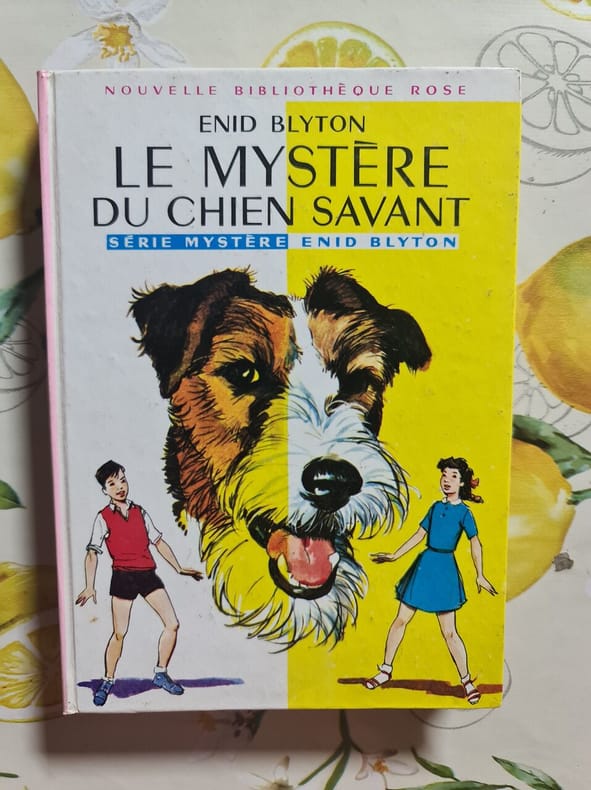 NOUVELLE BIBLIOTHÈQUE ROSE
ENID BLYTON
LE MYSTÈRE
DU CHIEN SAVANT
SÉRIE MYSTÈRE ENID BLYTON